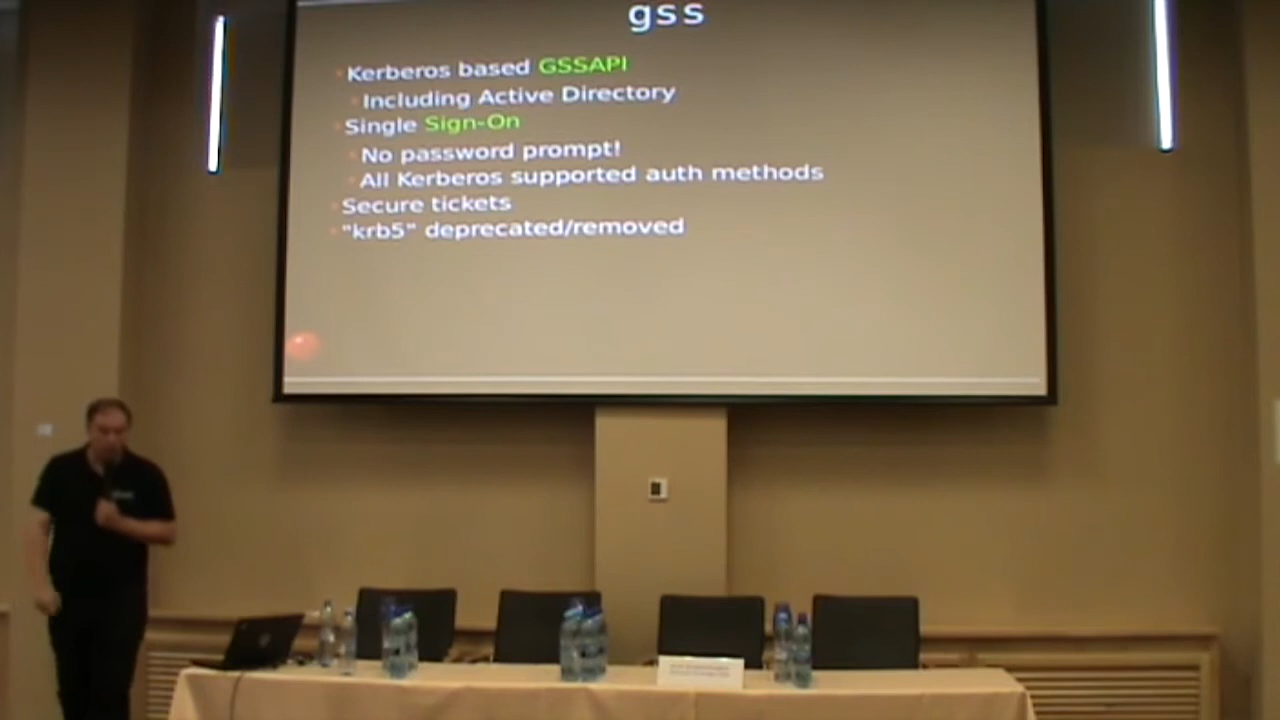 gss
Kerberos based GSSAPI
Including Active Directory
Single Sign-On
No password prompt!
All Kerberos supported auth methods
Secure tickets
"krb5" deprecated/removed